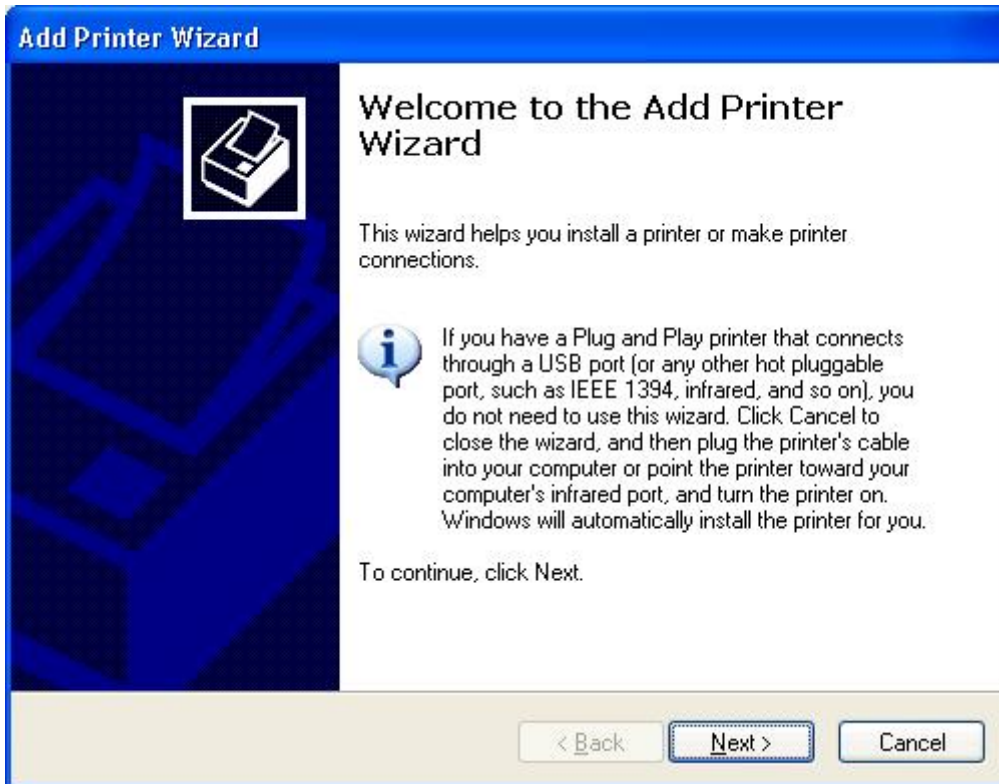 Add Printer Wizard
Welcome to the Add Printer
Wizard
This wizard helps you install a printer or make printer
connections.
If you have a Plug and Play printer that connects
through a USB port (or any other hot pluggable
port, such as IEEE 1394, infrared, and so on), you
do not need to use this wizard. Click Cancel to
close the wizard, and then plug the printer's cable
into your computer or point the printer toward your
computer's infrared port, and turn the printer on.
Windows will automatically install the printer for you.
To continue, click Next.
< Back Next > Cancel